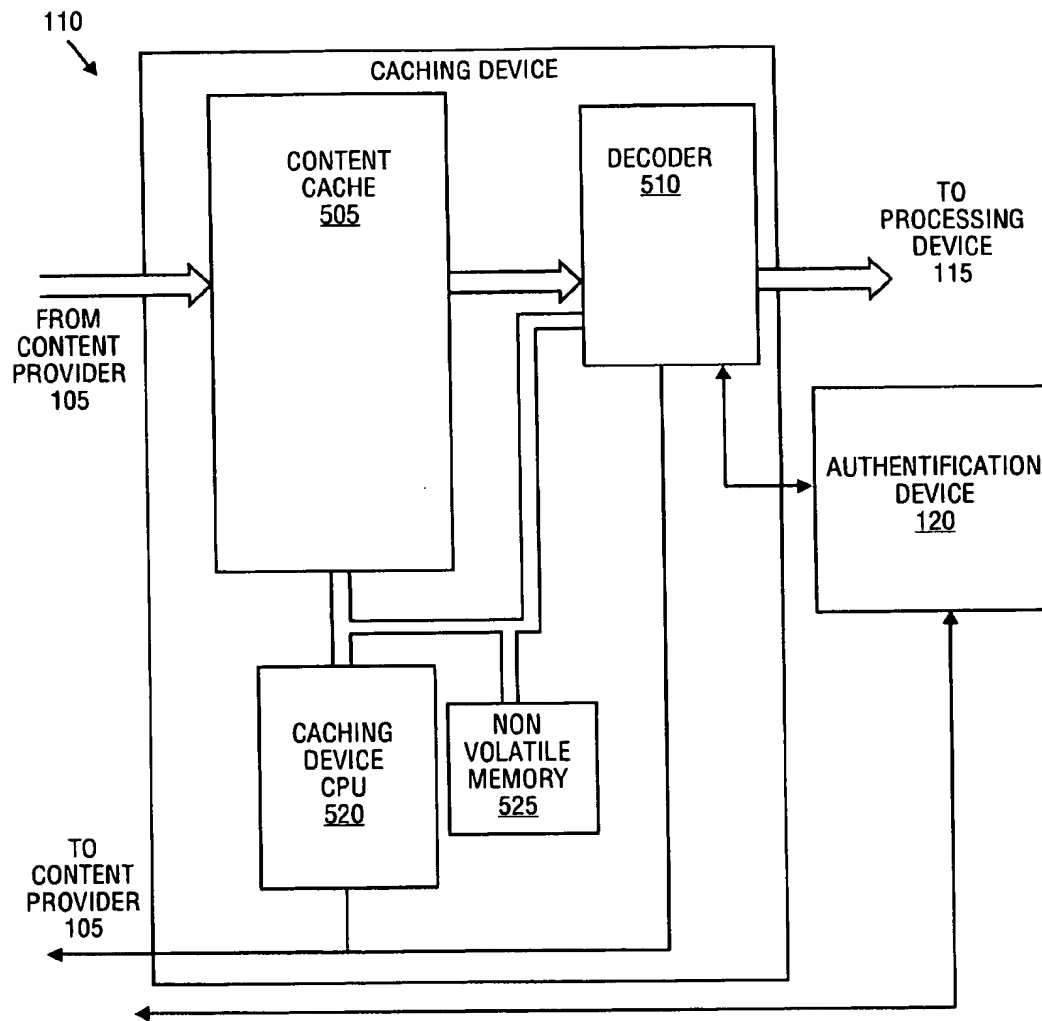 110
CACHING DEVICE
CONTENT
CACHE
505
DECODER
510
TO
PROCESSING
DEVICE
115
FROM
CONTENT
PROVIDER
105
AUTHENTIFICATION
DEVICE
120
CACHING
DEVICE
CPU
520
NON
VOLATILE
MEMORY
525
TO
CONTENT
PROVIDER
105